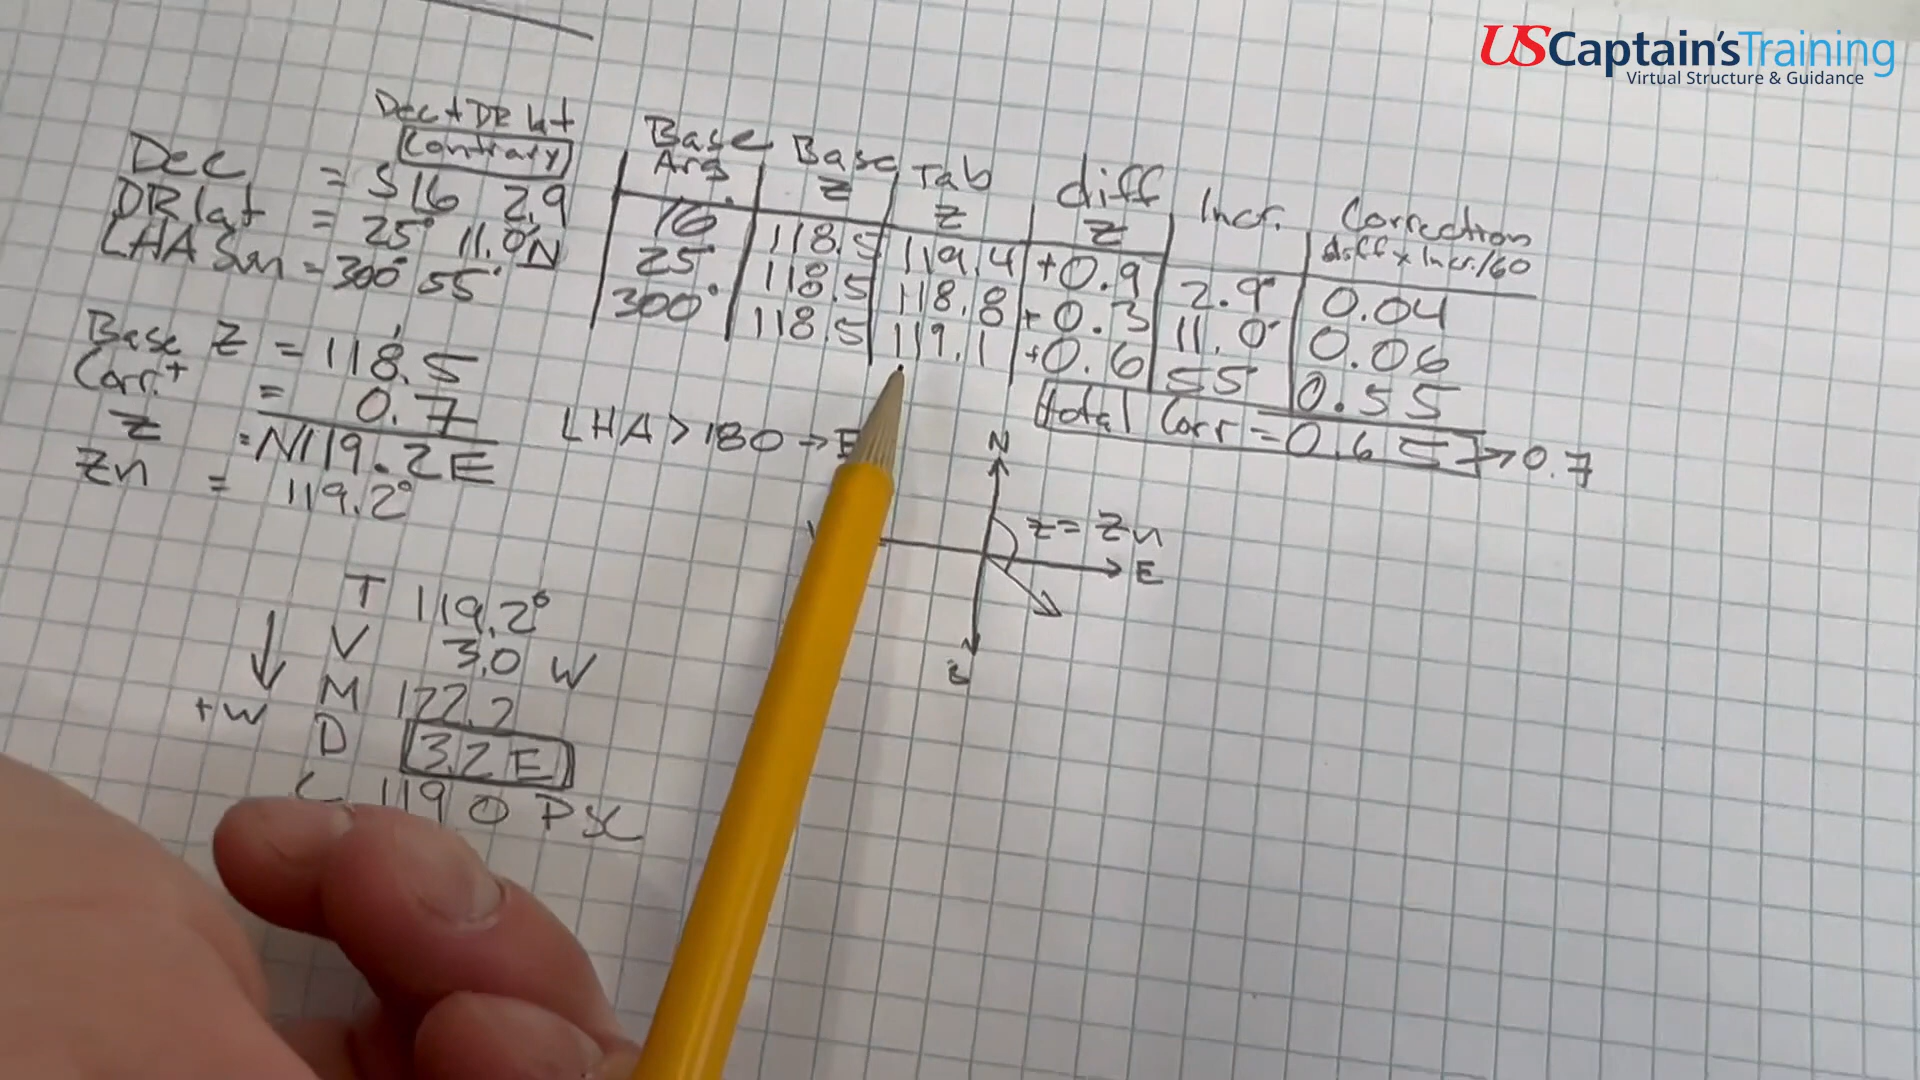 USCaptain'sTraining
Virtual Structure & Guidance
Dec + DR lat
Contrary
Dec = S16 2.9
DR lat = 25° 11.0'N
LHA Sun = 300° 55'
Base Arg. Base Z Tab Z diff Z Incr. Correction diff x Incr./60
16° 118.5 119.4 +0.9 2.9' 0.04
25° 118.5 118.8 +0.3 11.0' 0.06
300° 118.5 119.1 +0.6 55' 0.55
total Corr = 0.65 → 0.7
Base Z = 118.5
Corr.+ = 0.7
Z = N119.2E
Zn = 119.2°
LHA > 180 → E
N
Z = Zn
E
S
T 119.2°
V 3.0 W
M 122.2
+W
D 3.2 E
C 119.0 PSC